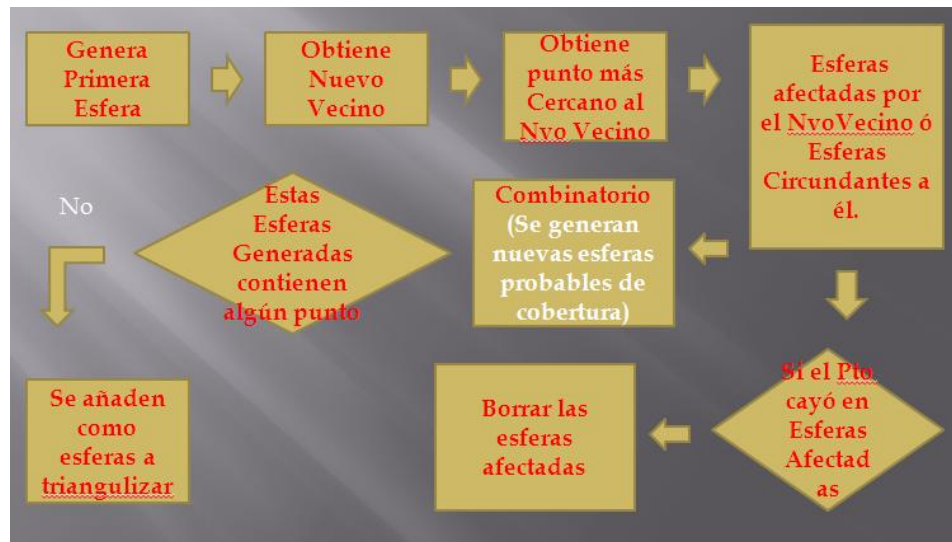 Genera
Primera
Esfera
Obtiene
Nuevo
Vecino
Obtiene
punto más
Cercano al
Nvo Vecino
Esferas
afectadas por
el NvoVecino ó
Esferas
Circundantes a
él.
Combinatorio
(Se generan
nuevas esferas
probables de
cobertura)
Estas
Esferas
Generadas
contienen
algún punto
No
Se añaden
como
esferas a
triangulizar
Si el Pto
cayó en
Esferas
Afectad
as
Borrar las
esferas
afectadas